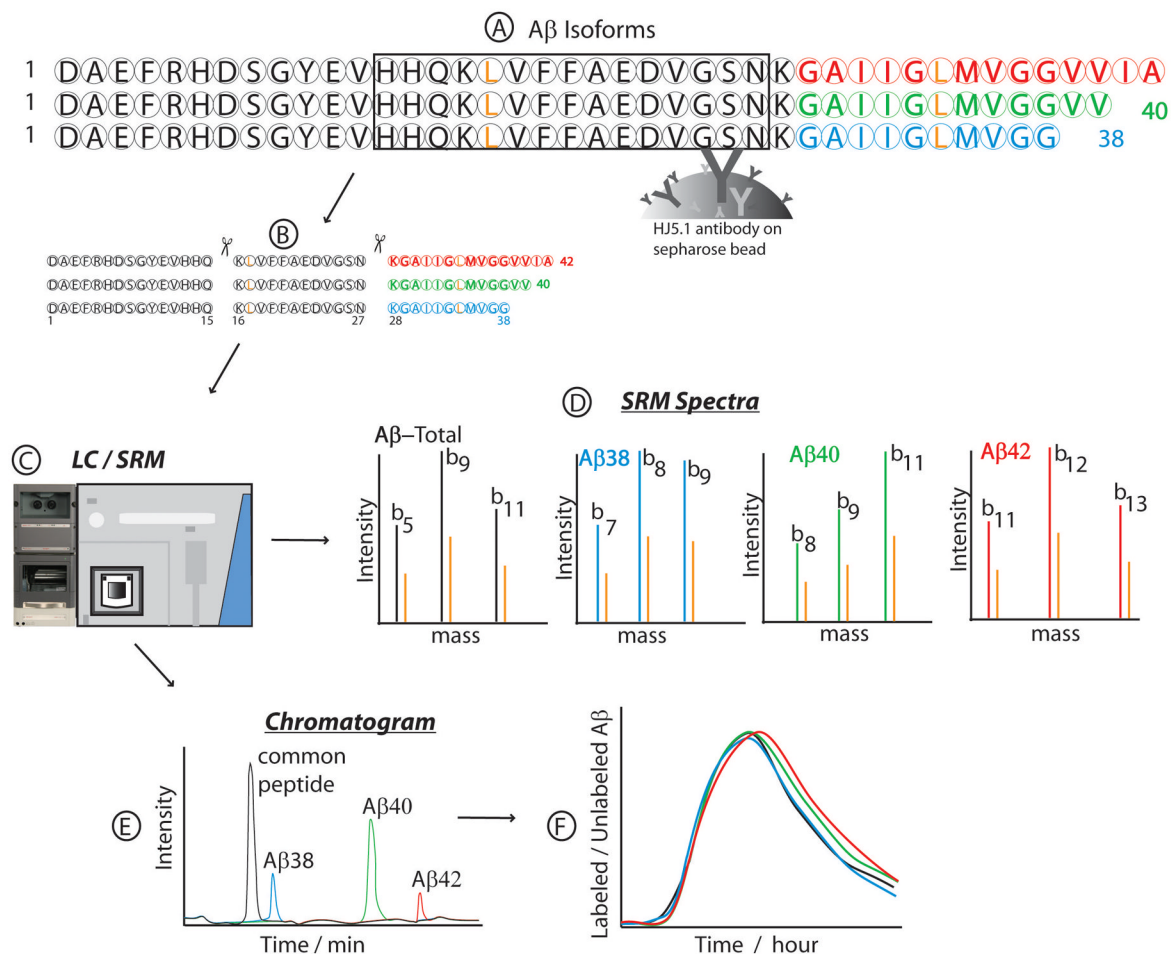 A Aβ Isoforms
1 DAEFRHDSGYEVHHQKLVFFAEDVGSNKGAIIGLMVGGVVIA
1 DAEFRHDSGYEVHHQKLVFFAEDVGSNKGAIIGLMVGGVV 40
1 DAEFRHDSGYEVHHQKLVFFAEDVGSNKGAIIGLMVGG 38
HJ5.1 antibody on
sepharose bead
B
DAEFRHDSGYEVHHQ KLVFFAEDVGSN KGAIIGLMVGGVVIA 42
DAEFRHDSGYEVHHQ KLVFFAEDVGSN KGAIIGLMVGGVV 40
DAEFRHDSGYEVHHQ KLVFFAEDVGSN KGAIIGLMVGG
1 15 16 27 28 38
C LC / SRM
D SRM Spectra
Aβ–Total
b5
b9
b11
Intensity
mass
Aβ38
b7
b8
b9
Intensity
mass
Aβ40
b8
b9
b11
Intensity
mass
Aβ42
b11
b12
b13
Intensity
mass
E
Chromatogram
common
peptide
Aβ38
Aβ40
Aβ42
Intensity
Time / min
F
Labeled / Unlabeled Aβ
Time / hour